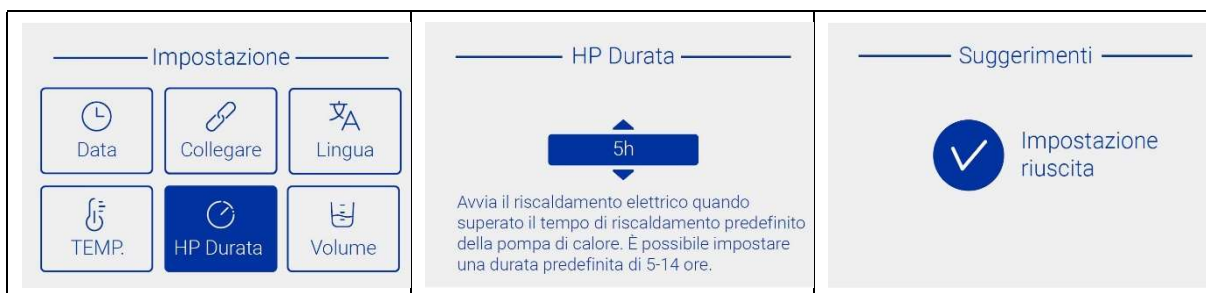 Impostazione
Data
Collegare
文A
Lingua
TEMP.
HP Durata
Volume
HP Durata
5h
Avvia il riscaldamento elettrico quando
superato il tempo di riscaldamento predefinito
della pompa di calore. È possibile impostare
una durata predefinita di 5-14 ore.
Suggerimenti
Impostazione
riuscita